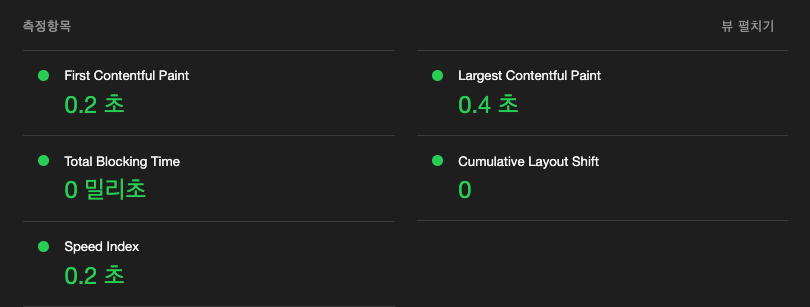 측정항목
뷰 펼치기
First Contentful Paint
0.2 초
Largest Contentful Paint
0.4 초
Total Blocking Time
0 밀리초
Cumulative Layout Shift
0
Speed Index
0.2 초